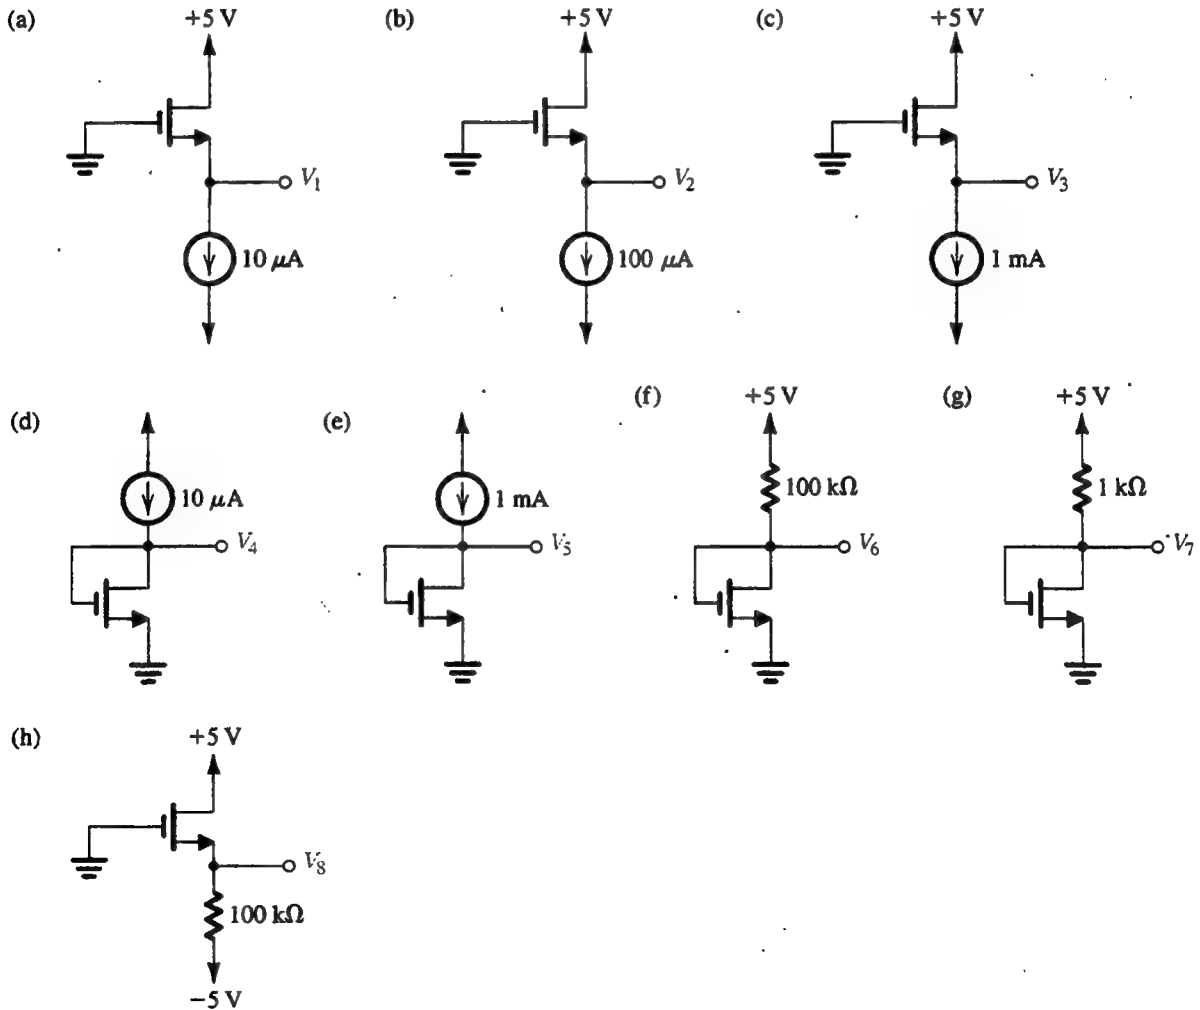 (a) +5 V (b) +5 V (c) +5 V
V1 V2 V3
10 μA 100 μA 1 mA
(d) (e) (f) +5 V (g) +5 V
10 μA 1 mA 100 kΩ 1 kΩ
V4 V5 V6 V7
(h) +5 V
V8
100 kΩ
−5 V